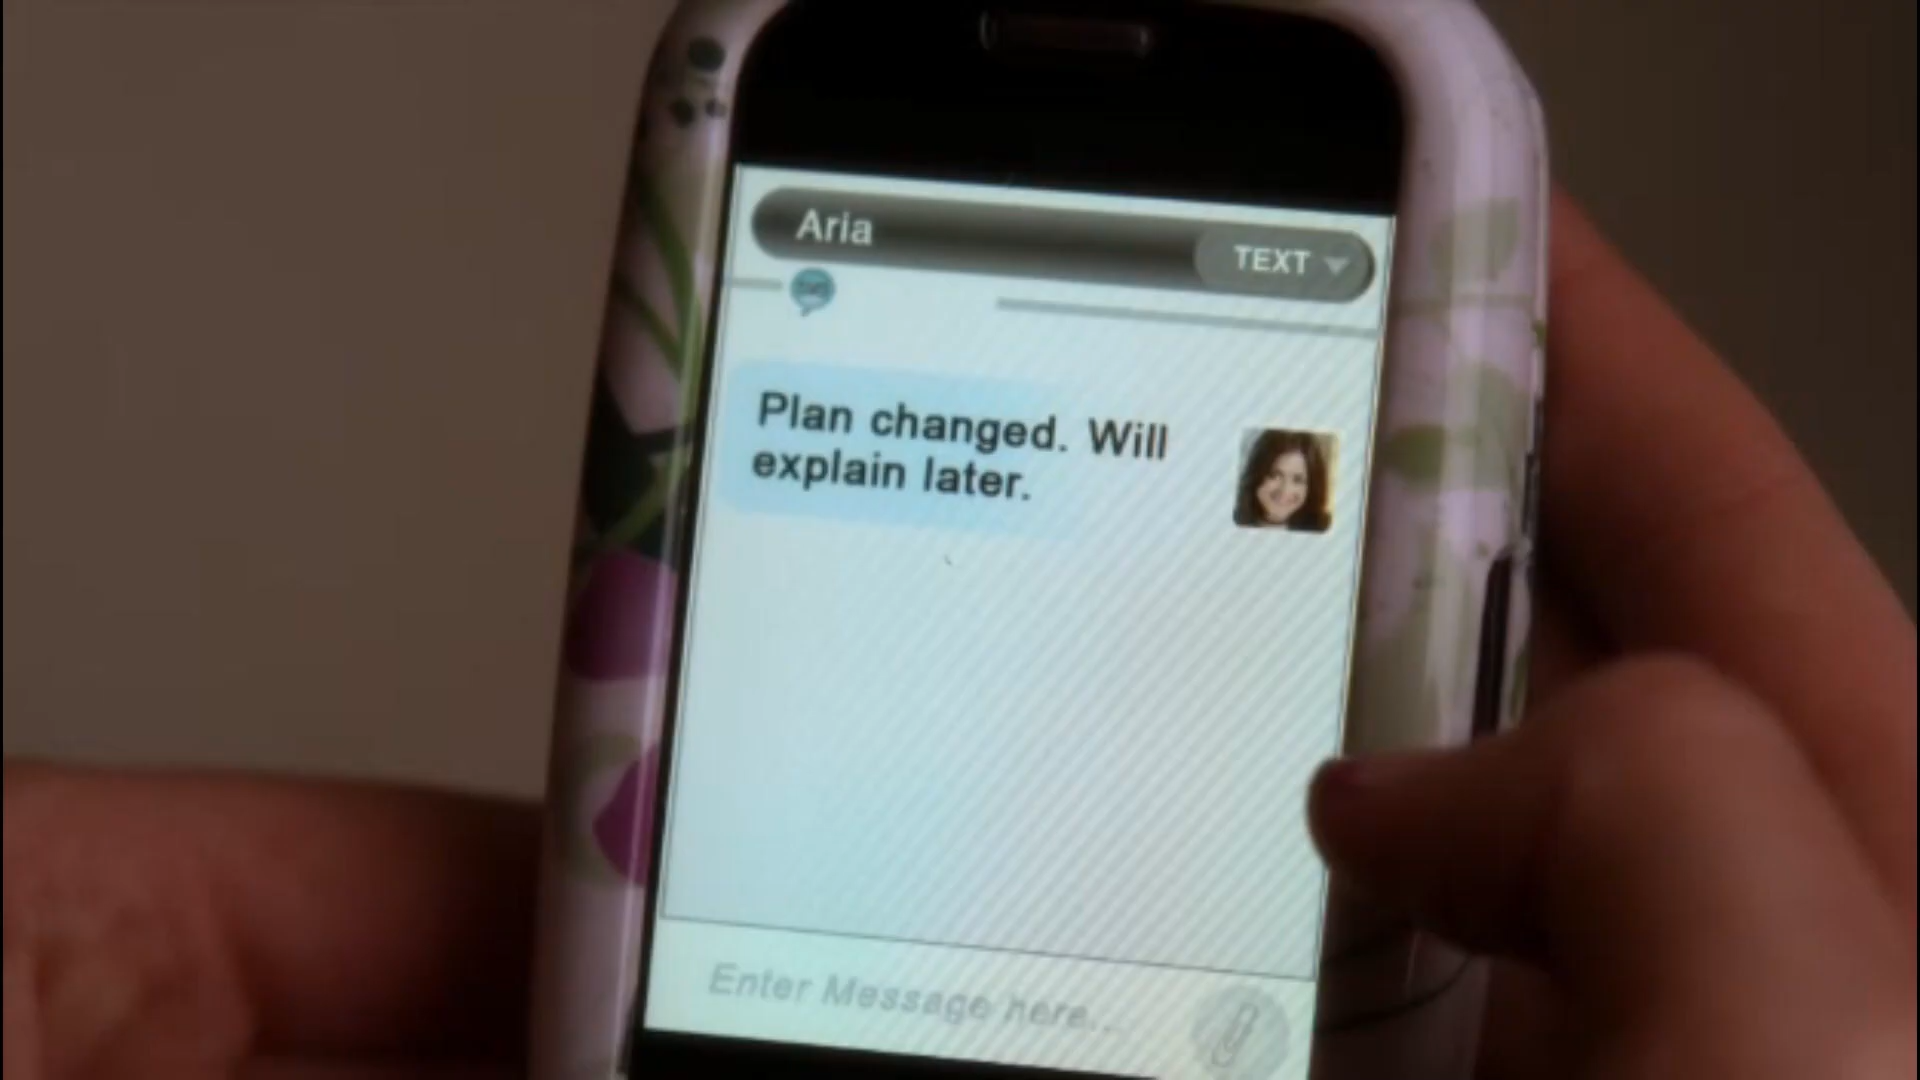 Aria
TEXT
Plan changed. Will
explain later.
Enter Message here...